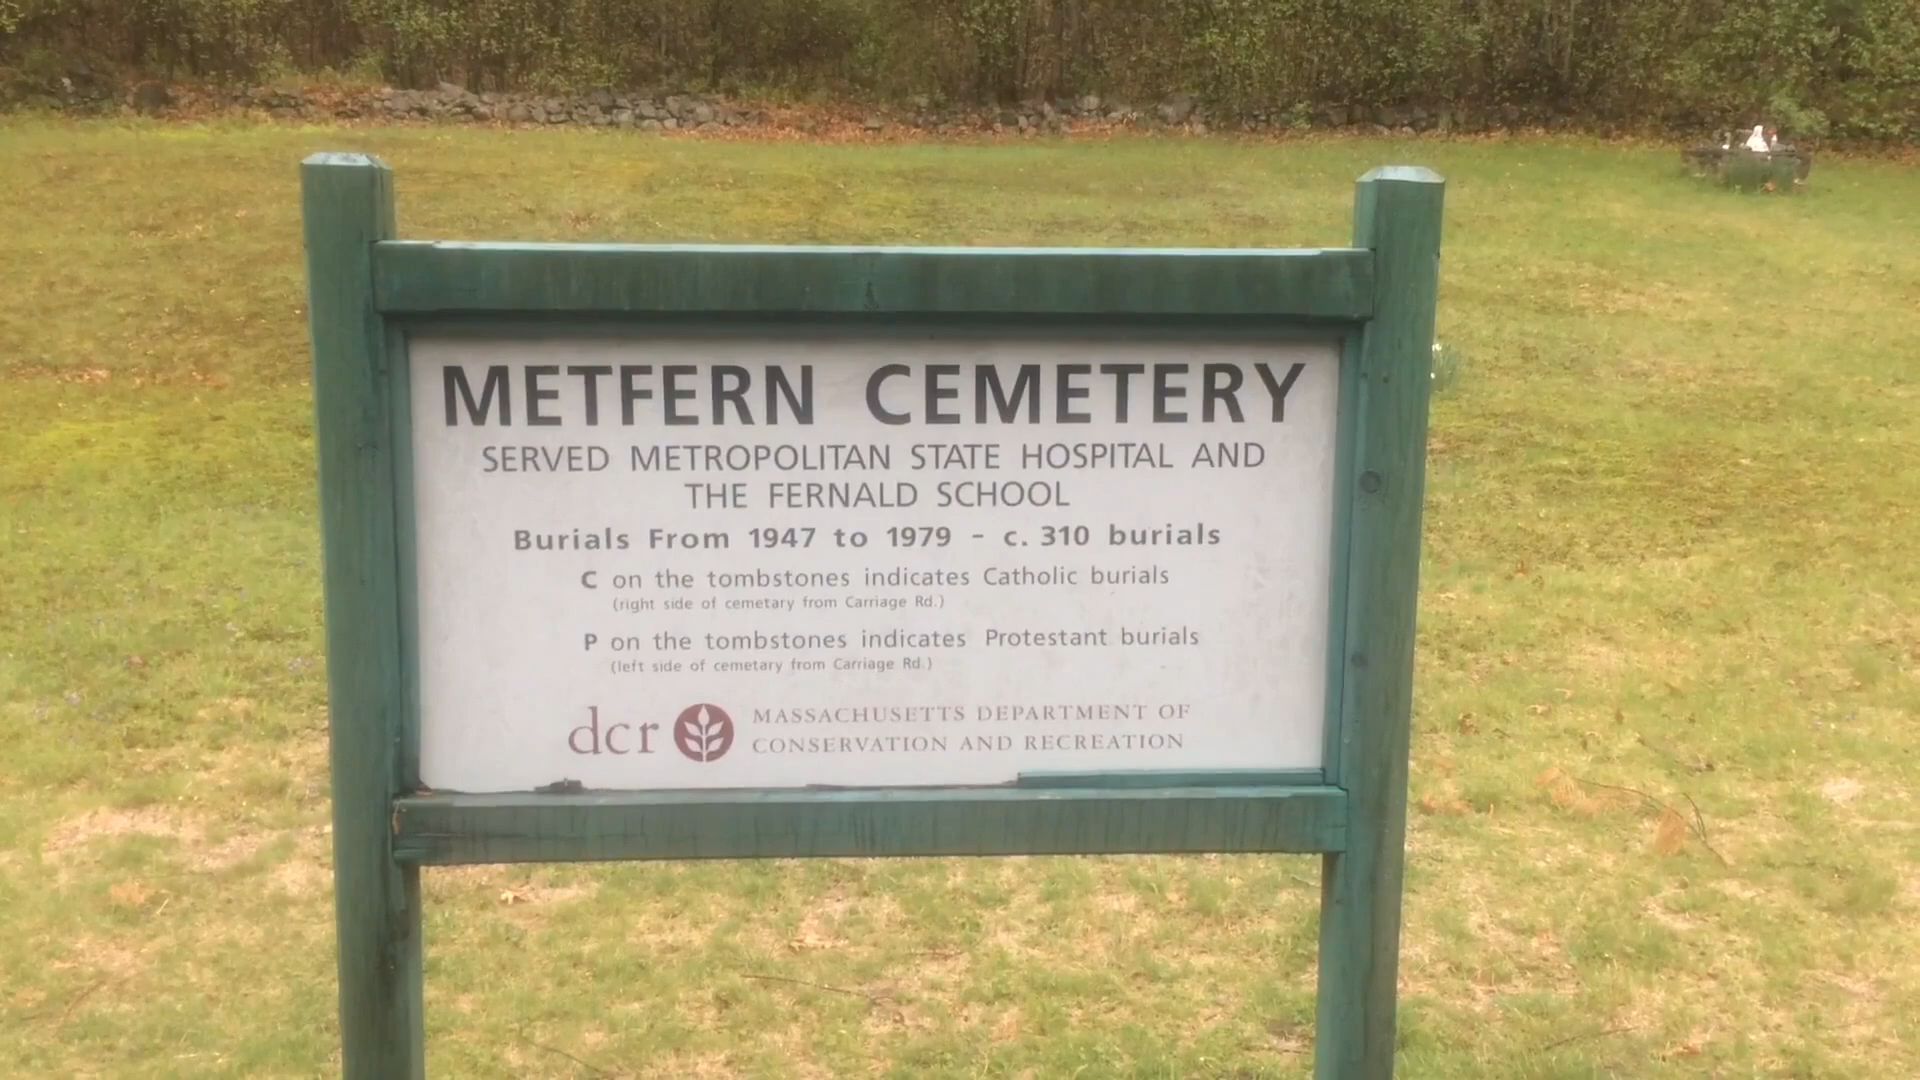 METFERN CEMETERY
SERVED METROPOLITAN STATE HOSPITAL AND
THE FERNALD SCHOOL
Burials From 1947 to 1979 - c. 310 burials
C on the tombstones indicates Catholic burials
(right side of cemetary from Carriage Rd.)
P on the tombstones indicates Protestant burials
(left side of cemetary from Carriage Rd.)
dcr MASSACHUSETTS DEPARTMENT OF
CONSERVATION AND RECREATION